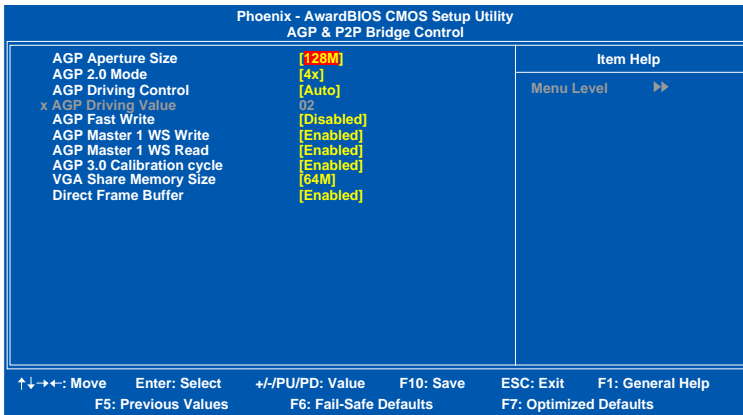 Phoenix - AwardBIOS CMOS Setup Utility
AGP & P2P Bridge Control
AGP Aperture Size [128M]
AGP 2.0 Mode [4x]
AGP Driving Control [Auto]
x AGP Driving Value 02
AGP Fast Write [Disabled]
AGP Master 1 WS Write [Enabled]
AGP Master 1 WS Read [Enabled]
AGP 3.0 Calibration cycle [Enabled]
VGA Share Memory Size [64M]
Direct Frame Buffer [Enabled]
Item Help
Menu Level ▶▶
↑↓→←: Move Enter: Select +/-/PU/PD: Value F10: Save ESC: Exit F1: General Help
F5: Previous Values F6: Fail-Safe Defaults F7: Optimized Defaults